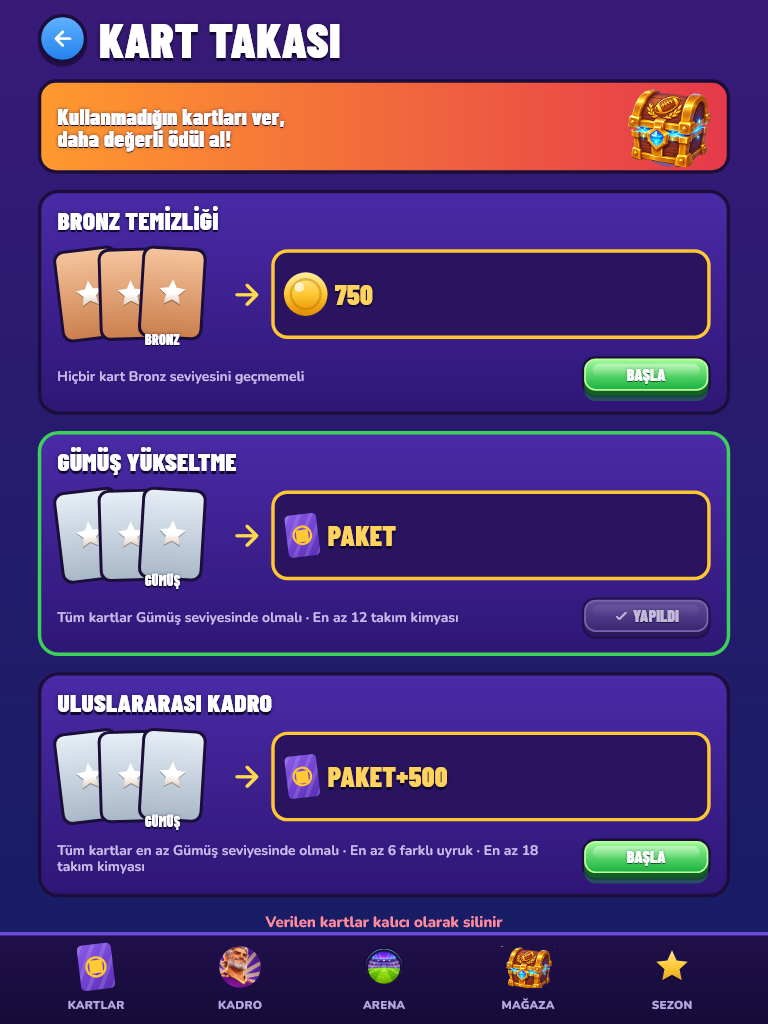 KART TAKASI
Kullanmadığın kartları ver,
daha değerli ödül al!
BRONZ TEMİZLİĞİ
BRONZ
750
Hiçbir kart Bronz seviyesini geçmemeli
BAŞLA
GÜMÜŞ YÜKSELTME
GÜMÜŞ
PAKET
Tüm kartlar Gümüş seviyesinde olmalı · En az 12 takım kimyası
YAPILDI
ULUSLARARASI KADRO
GÜMÜŞ
PAKET+500
Tüm kartlar en az Gümüş seviyesinde olmalı · En az 6 farklı uyruk · En az 18
takım kimyası
BAŞLA
Verilen kartlar kalıcı olarak silinir
KARTLAR
KADRO
ARENA
MAĞAZA
SEZON